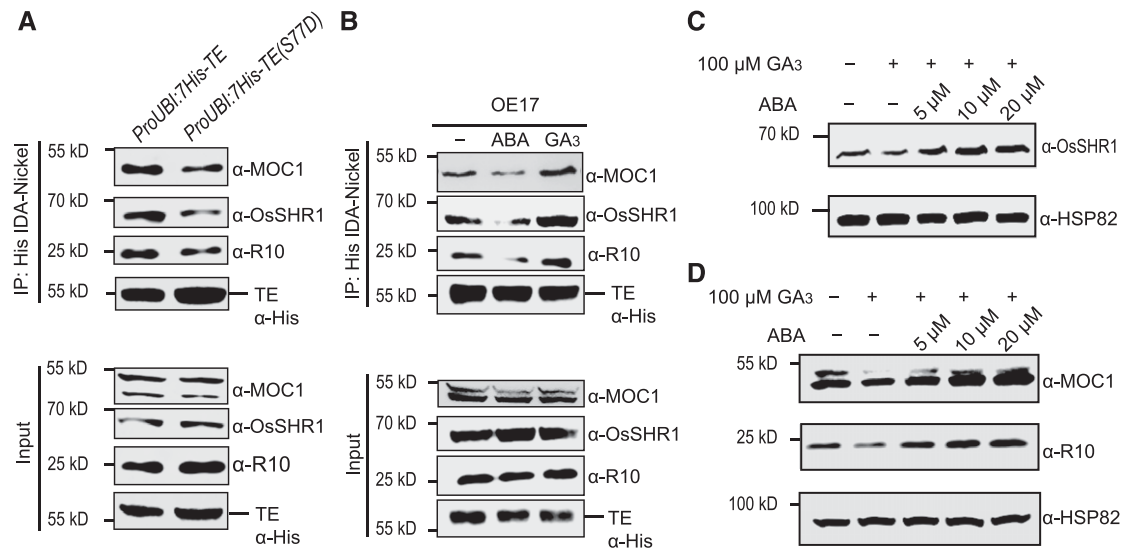 A
ProUBI:7His-TE
ProUBI:7His-TE(S77D)
IP: His IDA-Nickel
55 kD
α-MOC1
70 kD
α-OsSHR1
25 kD
α-R10
55 kD
TE
α-His
Input
55 kD
α-MOC1
70 kD
α-OsSHR1
25 kD
α-R10
55 kD
TE
α-His
B
OE17
– ABA GA3
IP: His IDA-Nickel
55 kD
α-MOC1
70 kD
α-OsSHR1
25 kD
α-R10
55 kD
TE
α-His
Input
55 kD
α-MOC1
70 kD
α-OsSHR1
25 kD
α-R10
55 kD
TE
α-His
C
100 µM GA3 – + + + +
ABA – – 5 µM 10 µM 20 µM
70 kD
α-OsSHR1
100 kD
α-HSP82
D
100 µM GA3 – + + + +
ABA – – 5 µM 10 µM 20 µM
55 kD
α-MOC1
25 kD
α-R10
100 kD
α-HSP82